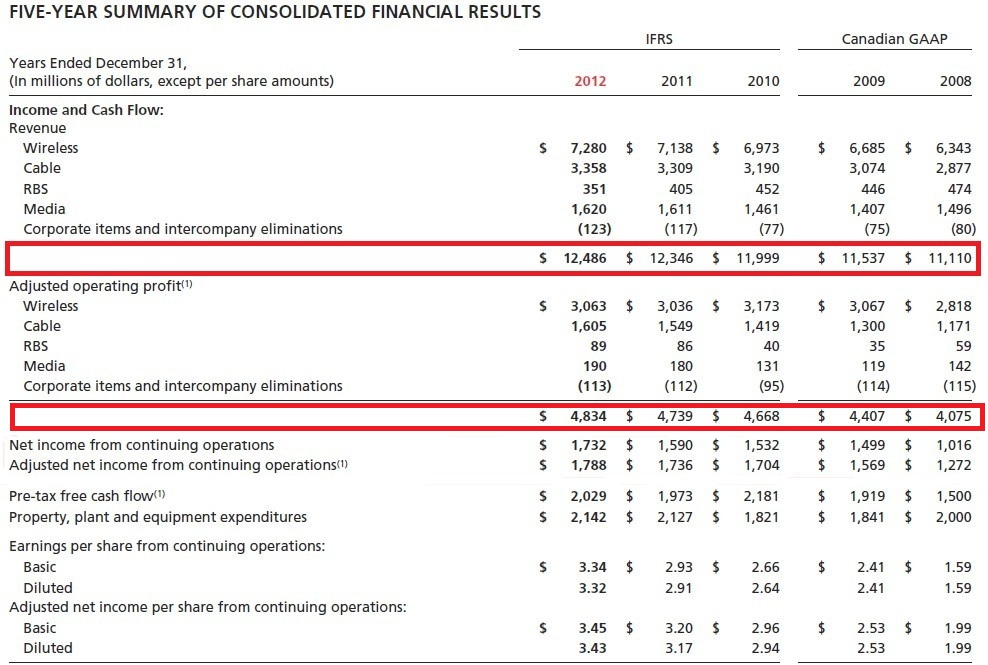 FIVE-YEAR SUMMARY OF CONSOLIDATED FINANCIAL RESULTS
IFRS Canadian GAAP
Years Ended December 31,
(In millions of dollars, except per share amounts) 2012 2011 2010 2009 2008
Income and Cash Flow:
Revenue
Wireless $ 7,280 $ 7,138 $ 6,973 $ 6,685 $ 6,343
Cable 3,358 3,309 3,190 3,074 2,877
RBS 351 405 452 446 474
Media 1,620 1,611 1,461 1,407 1,496
Corporate items and intercompany eliminations (123) (117) (77) (75) (80)
$ 12,486 $ 12,346 $ 11,999 $ 11,537 $ 11,110
Adjusted operating profit(1)
Wireless $ 3,063 $ 3,036 $ 3,173 $ 3,067 $ 2,818
Cable 1,605 1,549 1,419 1,300 1,171
RBS 89 86 40 35 59
Media 190 180 131 119 142
Corporate items and intercompany eliminations (113) (112) (95) (114) (115)
$ 4,834 $ 4,739 $ 4,668 $ 4,407 $ 4,075
Net income from continuing operations $ 1,732 $ 1,590 $ 1,532 $ 1,499 $ 1,016
Adjusted net income from continuing operations(1) $ 1,788 $ 1,736 $ 1,704 $ 1,569 $ 1,272
Pre-tax free cash flow(1) $ 2,029 $ 1,973 $ 2,181 $ 1,919 $ 1,500
Property, plant and equipment expenditures $ 2,142 $ 2,127 $ 1,821 $ 1,841 $ 2,000
Earnings per share from continuing operations:
Basic $ 3.34 $ 2.93 $ 2.66 $ 2.41 $ 1.59
Diluted 3.32 2.91 2.64 2.41 1.59
Adjusted net income per share from continuing operations:
Basic $ 3.45 $ 3.20 $ 2.96 $ 2.53 $ 1.99
Diluted 3.43 3.17 2.94 2.53 1.99